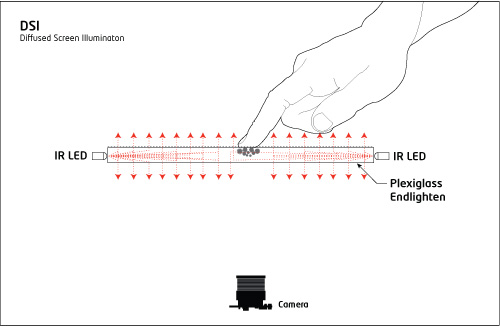 DSI
Diffused Screen Illuminaton
IR LED
IR LED
Plexiglass
Endlighten
Camera